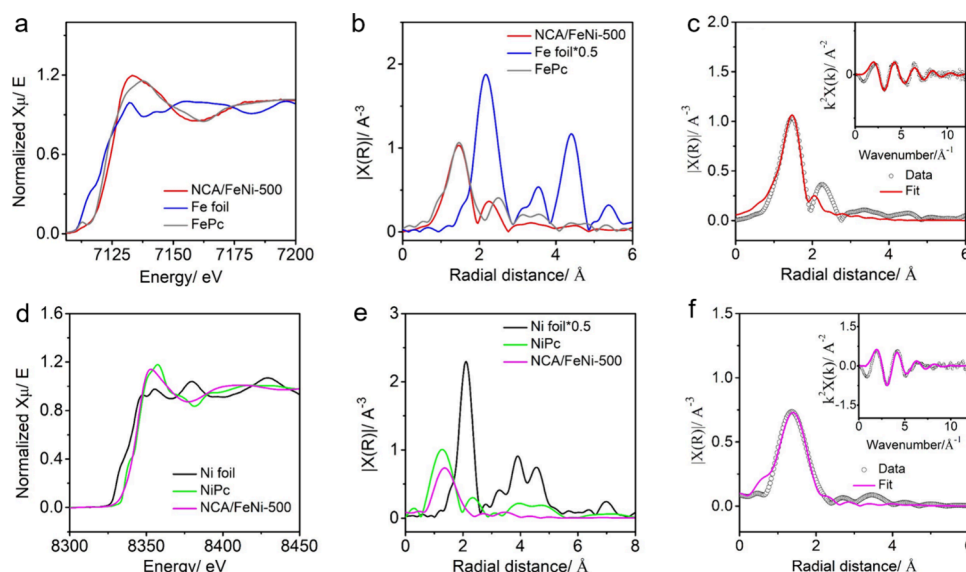 a
Normalized Xμ/ E
1.2
0.6
0.0
7125
7150
7175
7200
Energy/ eV
NCA/FeNi-500
Fe foil
FePc
b
|X(R)|/ A⁻³
2
1
0
0
1
2
3
4
5
6
Radial distance/ Å
NCA/FeNi-500
Fe foil*0.5
FePc
c
|X(R)|/ A⁻³
2.0
1.5
1.0
0.5
0.0
0
2
4
6
Radial distance/ Å
k²X(k)/ A⁻²
0
0
5
10
Wavenumber/Å⁻¹
Data
Fit
d
Normalized Xμ/ E
1.6
1.2
0.8
0.4
0.0
8300
8350
8400
8450
Energy/ eV
Ni foil
NiPc
NCA/FeNi-500
e
|X(R)|/ A⁻³
3
2
1
0
0
2
4
6
8
Radial distance/ Å
Ni foil*0.5
NiPc
NCA/FeNi-500
f
|X(R)|/ A⁻³
1.5
1.0
0.5
0.0
0
2
4
6
Radial distance/ Å
k²X(k)/ A⁻²
1.5
0.0
-1.5
0
5
10
Wavenumber/Å⁻¹
Data
Fit